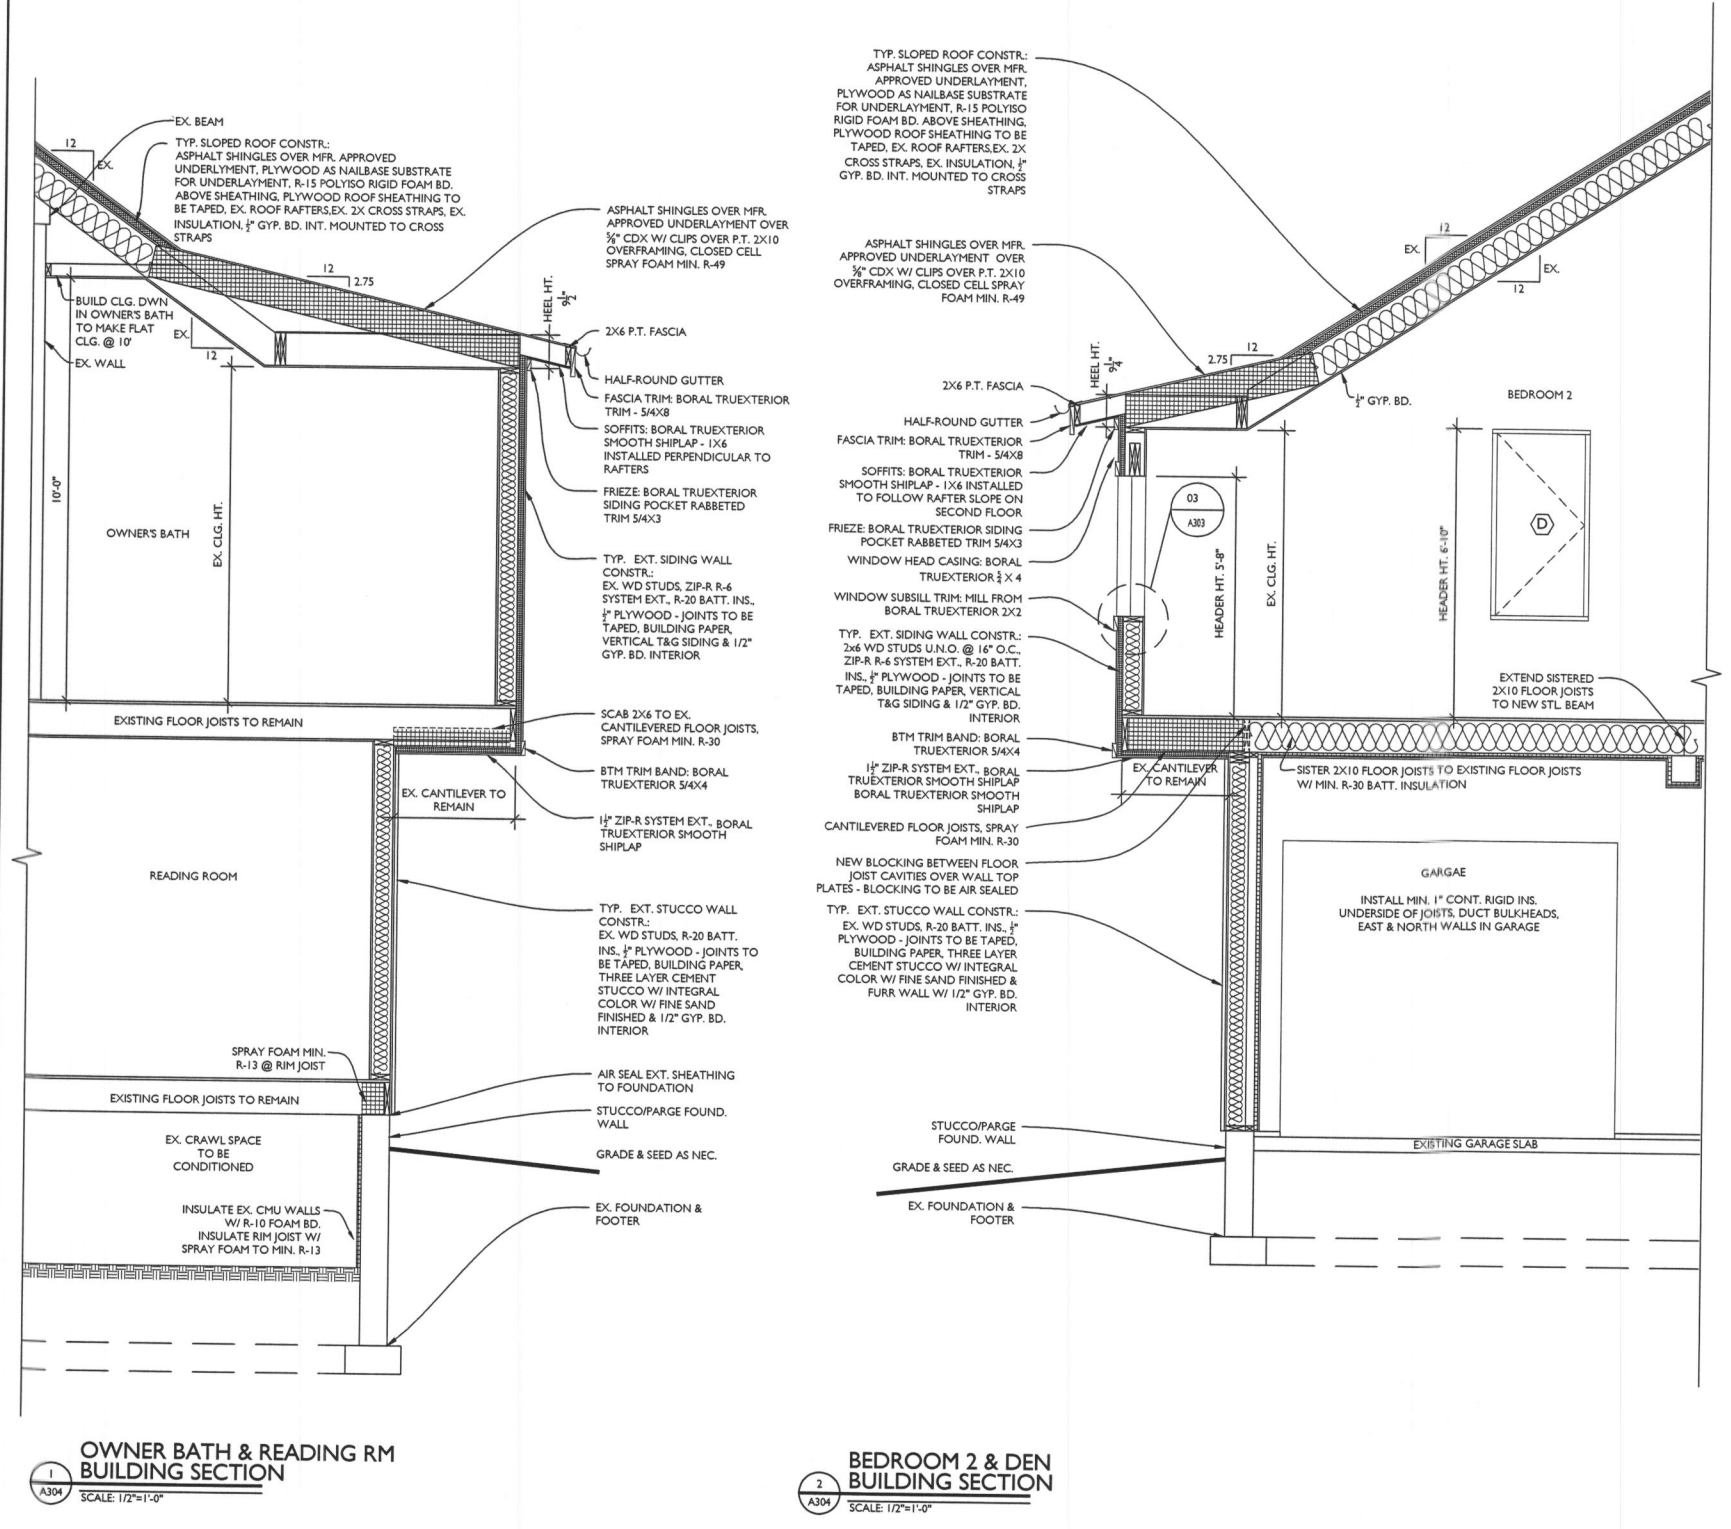 EX. BEAM
TYP. SLOPED ROOF CONSTR.:
ASPHALT SHINGLES OVER MFR. APPROVED
UNDERLYMENT, PLYWOOD AS NAILBASE SUBSTRATE
FOR UNDERLAYMENT, R-15 POLYISO RIGID FOAM BD.
ABOVE SHEATHING, PLYWOOD ROOF SHEATHING TO
BE TAPED, EX. ROOF RAFTERS,EX. 2X CROSS STRAPS, EX.
INSULATION, ½" GYP. BD. INT. MOUNTED TO CROSS
STRAPS
12
EX.
12
2.75
BUILD CLG. DWN
IN OWNER'S BATH
TO MAKE FLAT
CLG. @ 10'
EX. WALL
EX.
12
HEEL HT.
9½"
10'-0"
OWNER'S BATH
EX. CLG. HT.
EXISTING FLOOR JOISTS TO REMAIN
EX. CANTILEVER TO
REMAIN
READING ROOM
SPRAY FOAM MIN.
R-13 @ RIM JOIST
EXISTING FLOOR JOISTS TO REMAIN
EX. CRAWL SPACE
TO BE
CONDITIONED
INSULATE EX. CMU WALLS
W/ R-10 FOAM BD.
INSULATE RIM JOIST W/
SPRAY FOAM TO MIN. R-13
ASPHALT SHINGLES OVER MFR.
APPROVED UNDERLAYMENT OVER
⅝" CDX W/ CLIPS OVER P.T. 2X10
OVERFRAMING, CLOSED CELL
SPRAY FOAM MIN. R-49
2X6 P.T. FASCIA
HALF-ROUND GUTTER
FASCIA TRIM: BORAL TRUEXTERIOR
TRIM - 5/4X8
SOFFITS: BORAL TRUEXTERIOR
SMOOTH SHIPLAP - 1X6
INSTALLED PERPENDICULAR TO
RAFTERS
FRIEZE: BORAL TRUEXTERIOR
SIDING POCKET RABBETED
TRIM 5/4X3
TYP. EXT. SIDING WALL
CONSTR.:
EX. WD STUDS, ZIP-R R-6
SYSTEM EXT., R-20 BATT. INS.,
½" PLYWOOD - JOINTS TO BE
TAPED, BUILDING PAPER,
VERTICAL T&G SIDING & 1/2"
GYP. BD. INTERIOR
SCAB 2X6 TO EX.
CANTILEVERED FLOOR JOISTS,
SPRAY FOAM MIN. R-30
BTM TRIM BAND: BORAL
TRUEXTERIOR 5/4X4
1½" ZIP-R SYSTEM EXT., BORAL
TRUEXTERIOR SMOOTH
SHIPLAP
TYP. EXT. STUCCO WALL
CONSTR.:
EX. WD STUDS, R-20 BATT.
INS., ½" PLYWOOD - JOINTS TO
BE TAPED, BUILDING PAPER,
THREE LAYER CEMENT
STUCCO W/ INTEGRAL
COLOR W/ FINE SAND
FINISHED & 1/2" GYP. BD.
INTERIOR
AIR SEAL EXT. SHEATHING
TO FOUNDATION
STUCCO/PARGE FOUND.
WALL
GRADE & SEED AS NEC.
EX. FOUNDATION &
FOOTER
1
A304
OWNER BATH & READING RM
BUILDING SECTION
SCALE: 1/2"=1'-0"
TYP. SLOPED ROOF CONSTR.:
ASPHALT SHINGLES OVER MFR.
APPROVED UNDERLAYMENT,
PLYWOOD AS NAILBASE SUBSTRATE
FOR UNDERLAYMENT, R-15 POLYISO
RIGID FOAM BD. ABOVE SHEATHING,
PLYWOOD ROOF SHEATHING TO BE
TAPED, EX. ROOF RAFTERS,EX. 2X
CROSS STRAPS, EX. INSULATION, ½"
GYP. BD. INT. MOUNTED TO CROSS
STRAPS
ASPHALT SHINGLES OVER MFR.
APPROVED UNDERLAYMENT OVER
⅝" CDX W/ CLIPS OVER P.T. 2X10
OVERFRAMING, CLOSED CELL SPRAY
FOAM MIN. R-49
2X6 P.T. FASCIA
HALF-ROUND GUTTER
FASCIA TRIM: BORAL TRUEXTERIOR
TRIM - 5/4X8
SOFFITS: BORAL TRUEXTERIOR
SMOOTH SHIPLAP - 1X6 INSTALLED
TO FOLLOW RAFTER SLOPE ON
SECOND FLOOR
FRIEZE: BORAL TRUEXTERIOR SIDING
POCKET RABBETED TRIM 5/4X3
WINDOW HEAD CASING: BORAL
TRUEXTERIOR 5/4 X 4
WINDOW SUBSILL TRIM: MILL FROM
BORAL TRUEXTERIOR 2X2
TYP. EXT. SIDING WALL CONSTR.:
2x6 WD STUDS U.N.O. @ 16" O.C.,
ZIP-R R-6 SYSTEM EXT., R-20 BATT.
INS., ½" PLYWOOD - JOINTS TO BE
TAPED, BUILDING PAPER, VERTICAL
T&G SIDING & 1/2" GYP. BD.
INTERIOR
BTM TRIM BAND: BORAL
TRUEXTERIOR 5/4X4
1½" ZIP-R SYSTEM EXT., BORAL
TRUEXTERIOR SMOOTH SHIPLAP
BORAL TRUEXTERIOR SMOOTH
SHIPLAP
CANTILEVERED FLOOR JOISTS, SPRAY
FOAM MIN. R-30
NEW BLOCKING BETWEEN FLOOR
JOIST CAVITIES OVER WALL TOP
PLATES - BLOCKING TO BE AIR SEALED
TYP. EXT. STUCCO WALL CONSTR.:
EX. WD STUDS, R-20 BATT. INS., ½"
PLYWOOD - JOINTS TO BE TAPED,
BUILDING PAPER, THREE LAYER
CEMENT STUCCO W/ INTEGRAL
COLOR W/ FINE SAND FINISHED &
FURR WALL W/ 1/2" GYP. BD.
INTERIOR
STUCCO/PARGE
FOUND. WALL
GRADE & SEED AS NEC.
EX. FOUNDATION &
FOOTER
HEEL HT.
9¼"
2.75
12
12
EX.
EX.
12
½" GYP. BD.
BEDROOM 2
D
03
A303
HEADER HT. 5'-8"
EX. CLG. HT.
HEADER HT. 6'-10"
EXTEND SISTERED
2X10 FLOOR JOISTS
TO NEW STL. BEAM
EX. CANTILEVER
TO REMAIN
SISTER 2X10 FLOOR JOISTS TO EXISTING FLOOR JOISTS
W/ MIN. R-30 BATT. INSULATION
GARGAE
INSTALL MIN. 1" CONT. RIGID INS.
UNDERSIDE OF JOISTS, DUCT BULKHEADS,
EAST & NORTH WALLS IN GARAGE
EXISTING GARAGE SLAB
2
A304
BEDROOM 2 & DEN
BUILDING SECTION
SCALE: 1/2"=1'-0"